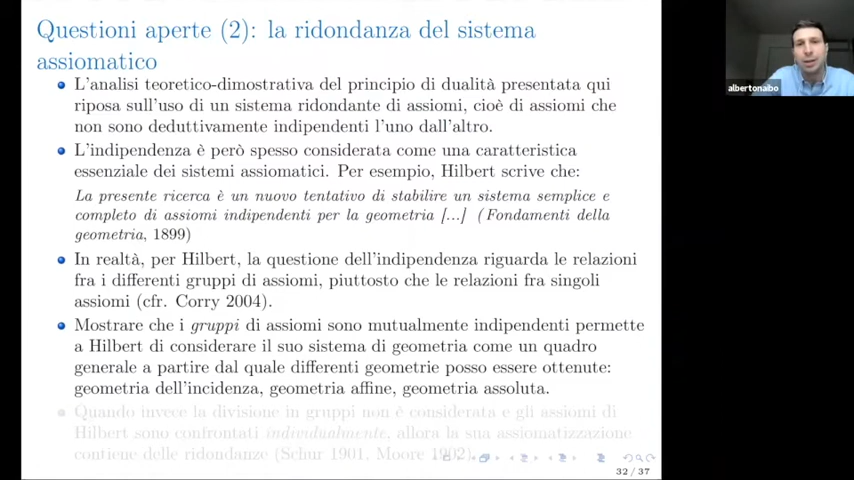 Questioni aperte (2): la ridondanza del sistema
assiomatico
L'analisi teoretico-dimostrativa del principio di dualità presentata qui
riposa sull'uso di un sistema ridondante di assiomi, cioè di assiomi che
non sono deduttivamente indipendenti l'uno dall'altro.
L'indipendenza è però spesso considerata come una caratteristica
essenziale dei sistemi assiomatici. Per esempio, Hilbert scrive che:
La presente ricerca è un nuovo tentativo di stabilire un sistema semplice e
completo di assiomi indipendenti per la geometria [...] (Fondamenti della
geometria, 1899)
In realtà, per Hilbert, la questione dell'indipendenza riguarda le relazioni
fra i differenti gruppi di assiomi, piuttosto che le relazioni fra singoli
assiomi (cfr. Corry 2004).
Mostrare che i gruppi di assiomi sono mutualmente indipendenti permette
a Hilbert di considerare il suo sistema di geometria come un quadro
generale a partire dal quale differenti geometrie posso essere ottenute:
geometria dell'incidenza, geometria affine, geometria assoluta.
Quando invece la divisione in gruppi non è considerata e gli assiomi di
Hilbert sono confrontati individualmente, allora la sua assiomatizzazione
contiene delle ridondanze (Schur 1901, Moore 1902).
32 / 37
albertonaibo